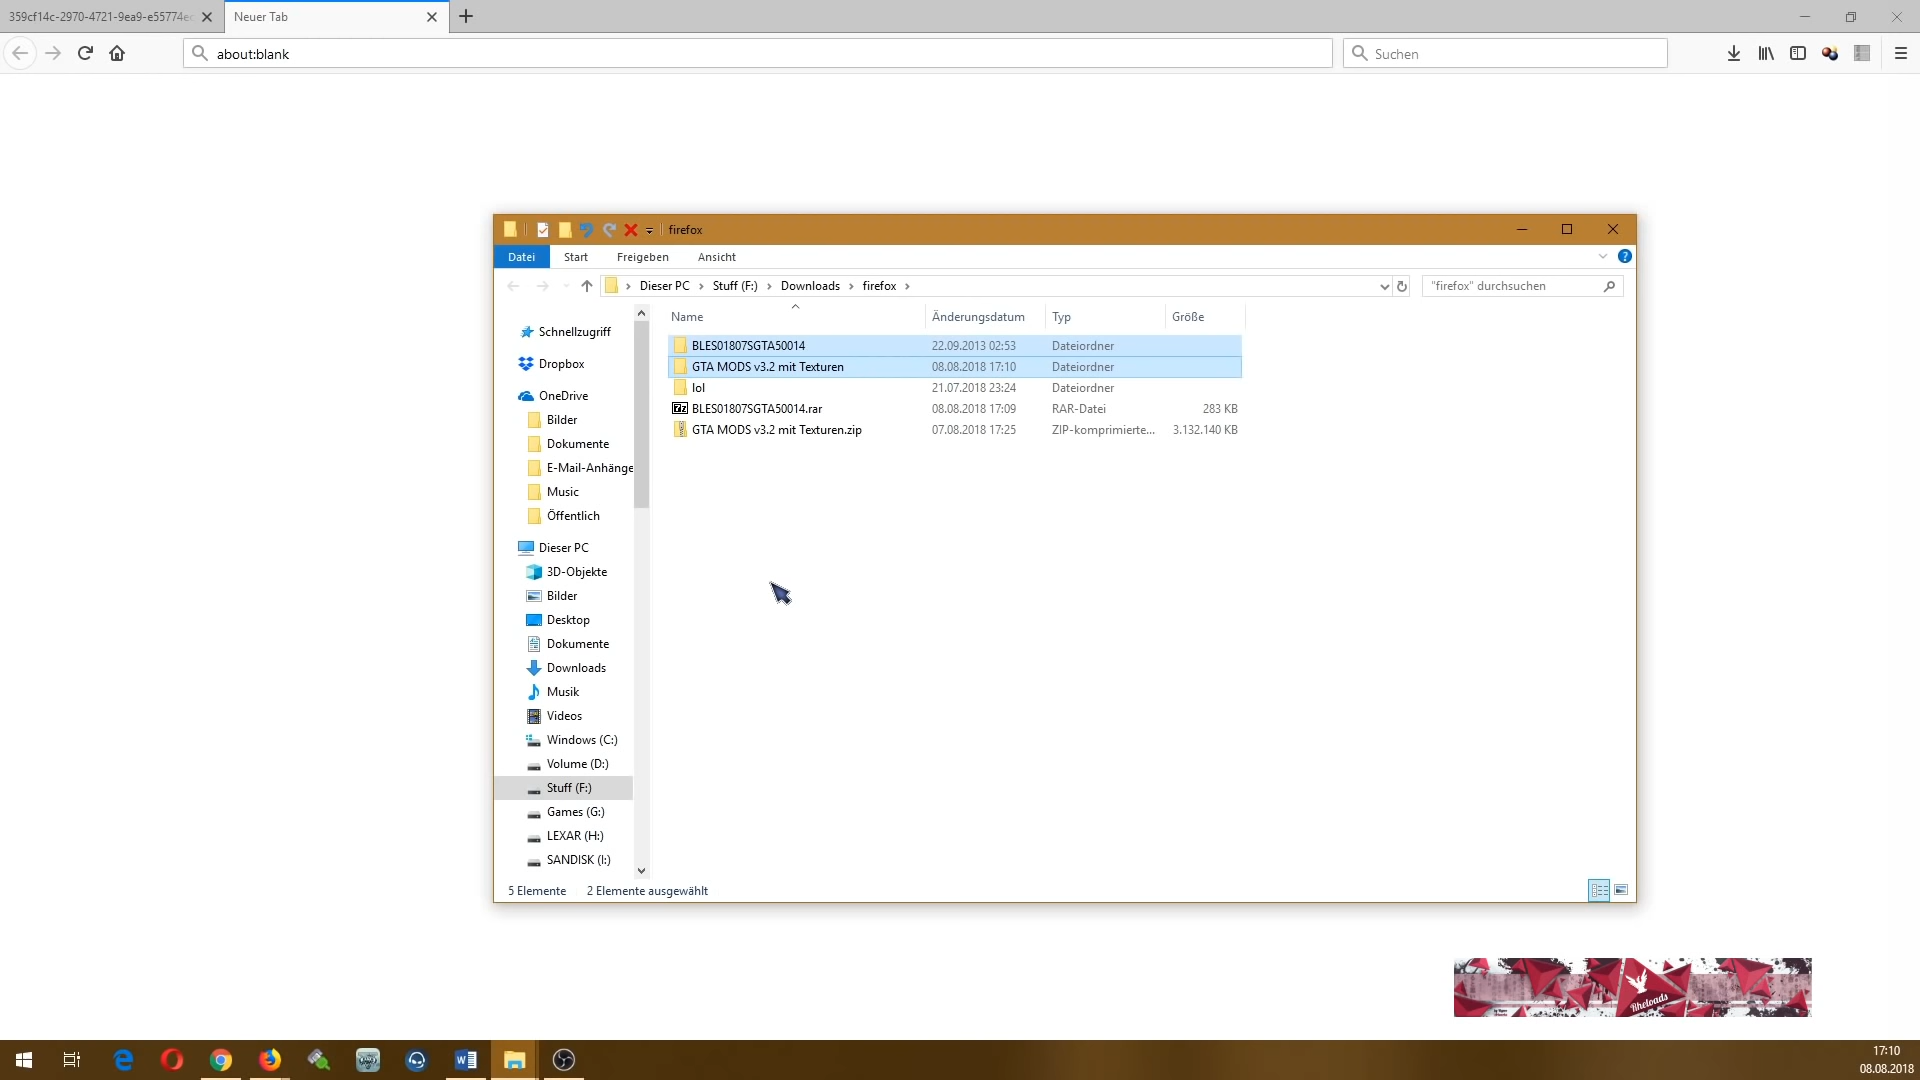 359cf14c-2970-4721-9ea9-e55774ec
Neuer Tab
about:blank
Suchen
firefox
Datei Start Freigeben Ansicht
Dieser PC Stuff (F:) Downloads firefox
"firefox" durchsuchen
Name Änderungsdatum Typ Größe
BLES01807SGTA50014 22.09.2013 02:53 Dateiordner
GTA MODS v3.2 mit Texturen 08.08.2018 17:10 Dateiordner
lol 21.07.2018 23:24 Dateiordner
BLES01807SGTA50014.rar 08.08.2018 17:09 RAR-Datei 283 KB
GTA MODS v3.2 mit Texturen.zip 07.08.2018 17:25 ZIP-komprimierte... 3.132.140 KB
Schnellzugriff
Dropbox
OneDrive
Bilder
Dokumente
E-Mail-Anhänge
Music
Öffentlich
Dieser PC
3D-Objekte
Bilder
Desktop
Dokumente
Downloads
Musik
Videos
Windows (C:)
Volume (D:)
Stuff (F:)
Games (G:)
LEXAR (H:)
SANDISK (I:)
5 Elemente 2 Elemente ausgewählt
Rheloads
17:10
08.08.2018